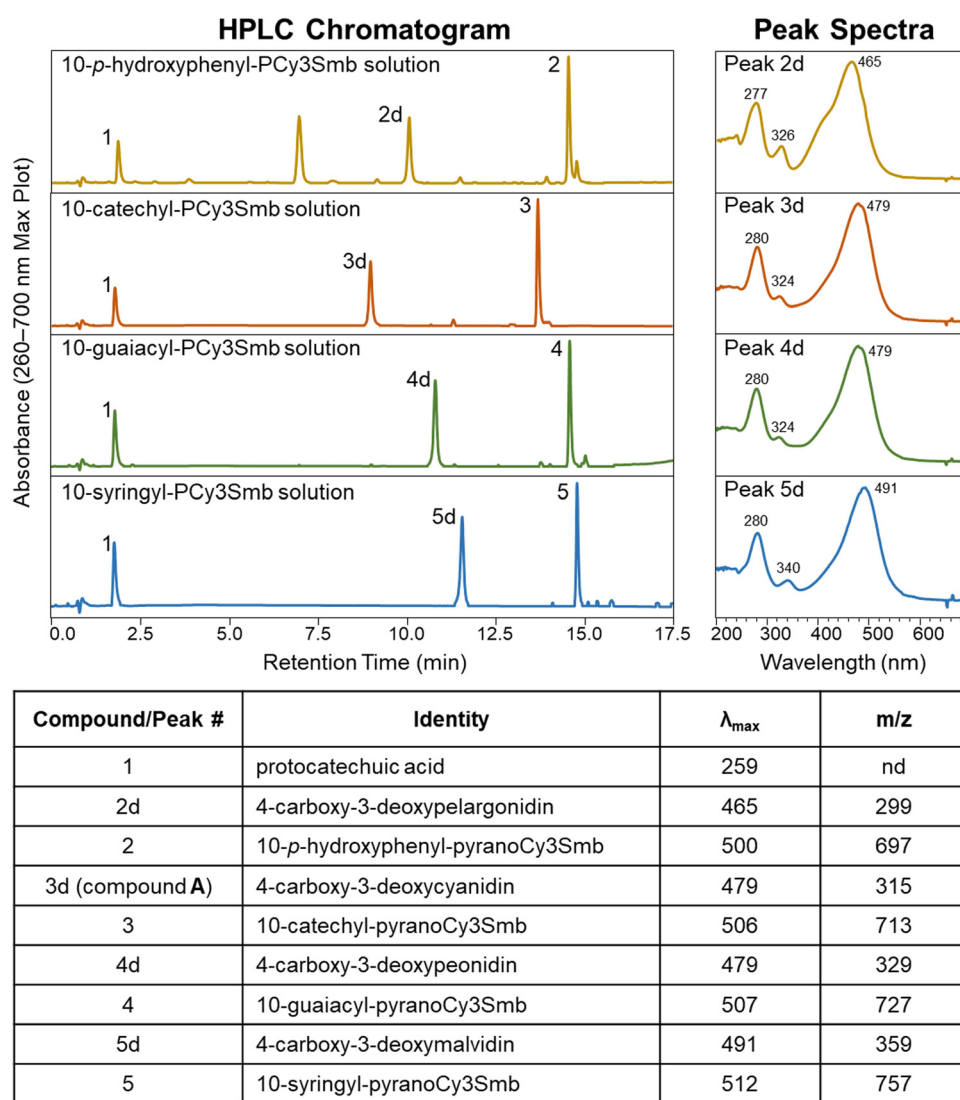 HPLC Chromatogram
Peak Spectra
Absorbance (260–700 nm Max Plot)
10-p-hydroxyphenyl-PCy3Smb solution
1
2d
2
Peak 2d
277
326
465
10-catechyl-PCy3Smb solution
1
3d
3
Peak 3d
280
324
479
10-guaiacyl-PCy3Smb solution
1
4d
4
Peak 4d
280
324
479
10-syringyl-PCy3Smb solution
1
5d
5
Peak 5d
280
340
491
0.0 2.5 5.0 7.5 10.0 12.5 15.0 17.5
Retention Time (min)
200 300 400 500 600
Wavelength (nm)
Compound/Peak # Identity λmax m/z
1 protocatechuic acid 259 nd
2d 4-carboxy-3-deoxypelargonidin 465 299
2 10-p-hydroxyphenyl-pyranoCy3Smb 500 697
3d (compound A) 4-carboxy-3-deoxycyanidin 479 315
3 10-catechyl-pyranoCy3Smb 506 713
4d 4-carboxy-3-deoxypeonidin 479 329
4 10-guaiacyl-pyranoCy3Smb 507 727
5d 4-carboxy-3-deoxymalvidin 491 359
5 10-syringyl-pyranoCy3Smb 512 757